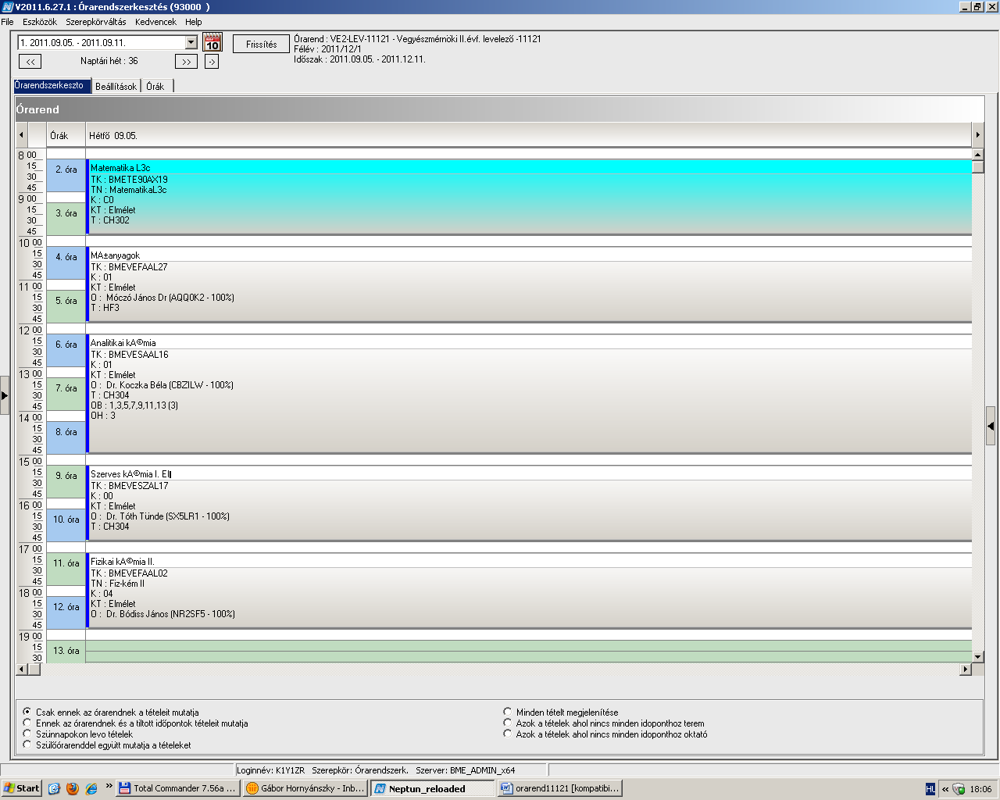 V2011.6.27.1 : Órarendszerkesztés (93000  )
File Eszközök Szerepkörváltás Kedvencek Help
1. 2011.09.05. - 2011.09.11.
10
Frissítés
Órarend : VE2-LEV-11121 - Vegyészmérnöki II.évf. levelező -11121
Félév : 2011/12/1
Időszak : 2011.09.05. - 2011.12.11.
<< Naptári hét : 36 >> ->
Órarendszerkeszto Beállítások Órák
Órarend
Órák Hétfő 09.05.
8 00
15
30
45
2. óra
Matematika L3c
TK : BMETE90AX19
TN : MatematikaL3c
K : C0
KT : Elmélet
T : CH302
9 00
15
30
45
3. óra
10 00
15
30
45
4. óra
MA±anyagok
TK : BMEVEFAAL27
K : 01
KT : Elmélet
O :  Móczó János Dr (AQQ0K2 - 100%)
T : HF3
11 00
15
30
45
5. óra
12 00
15
30
45
6. óra
Analitikai kA©mia
TK : BMEVESAAL16
K : 01
KT : Elmélet
O :  Dr. Koczka Béla (CBZILW - 100%)
T : CH304
OB : 1,3,5,7,9,11,13 (3)
OH : 3
13 00
15
30
45
7. óra
14 00
15
30
45
8. óra
15 00
15
30
45
9. óra
Szerves kA©mia I. El
TK : BMEVESZAL17
K : 00
KT : Elmélet
O :  Dr. Tóth Tünde (SX5LR1 - 100%)
T : CH304
16 00
15
30
45
10. óra
17 00
15
30
45
11. óra
Fizikai kA©mia II.
TK : BMEVEFAAL02
TN : Fiz-kém II
K : 04
KT : Elmélet
O :  Dr. Bódiss János (NR2SF5 - 100%)
18 00
15
30
45
12. óra
19 00
15
30
13. óra
Csak ennek az órarendnek a tételeit mutatja
Ennek az órarendnek és a tiltott időpontok tételeit mutatja
Szünnapokon levo tételek
Szülőórarenddel együtt mutatja a tételeket
Minden tételt megjelenítése
Azok a tételek ahol nincs minden idoponthoz terem
Azok a tételek ahol nincs minden idoponthoz oktató
Loginnév: K1Y1ZR Szerepkör: Órarendszerk. Szerver: BME_ADMIN_x64
Start » Total Commander 7.56a ... Gábor Hornyánszky - Inb... Neptun_reloaded orarend11121 [kompatibi... HU « 18:06